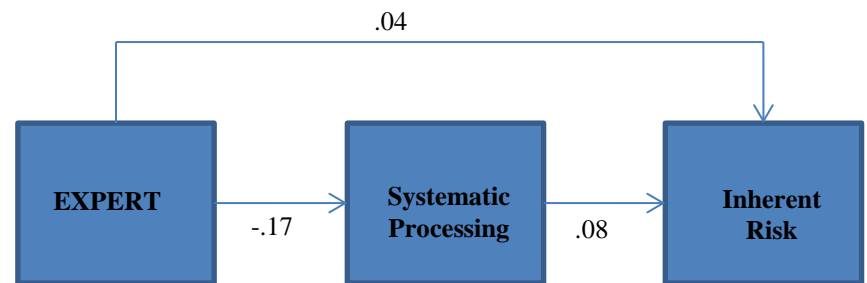 .04
EXPERT
-.17
Systematic
Processing
.08
Inherent
Risk